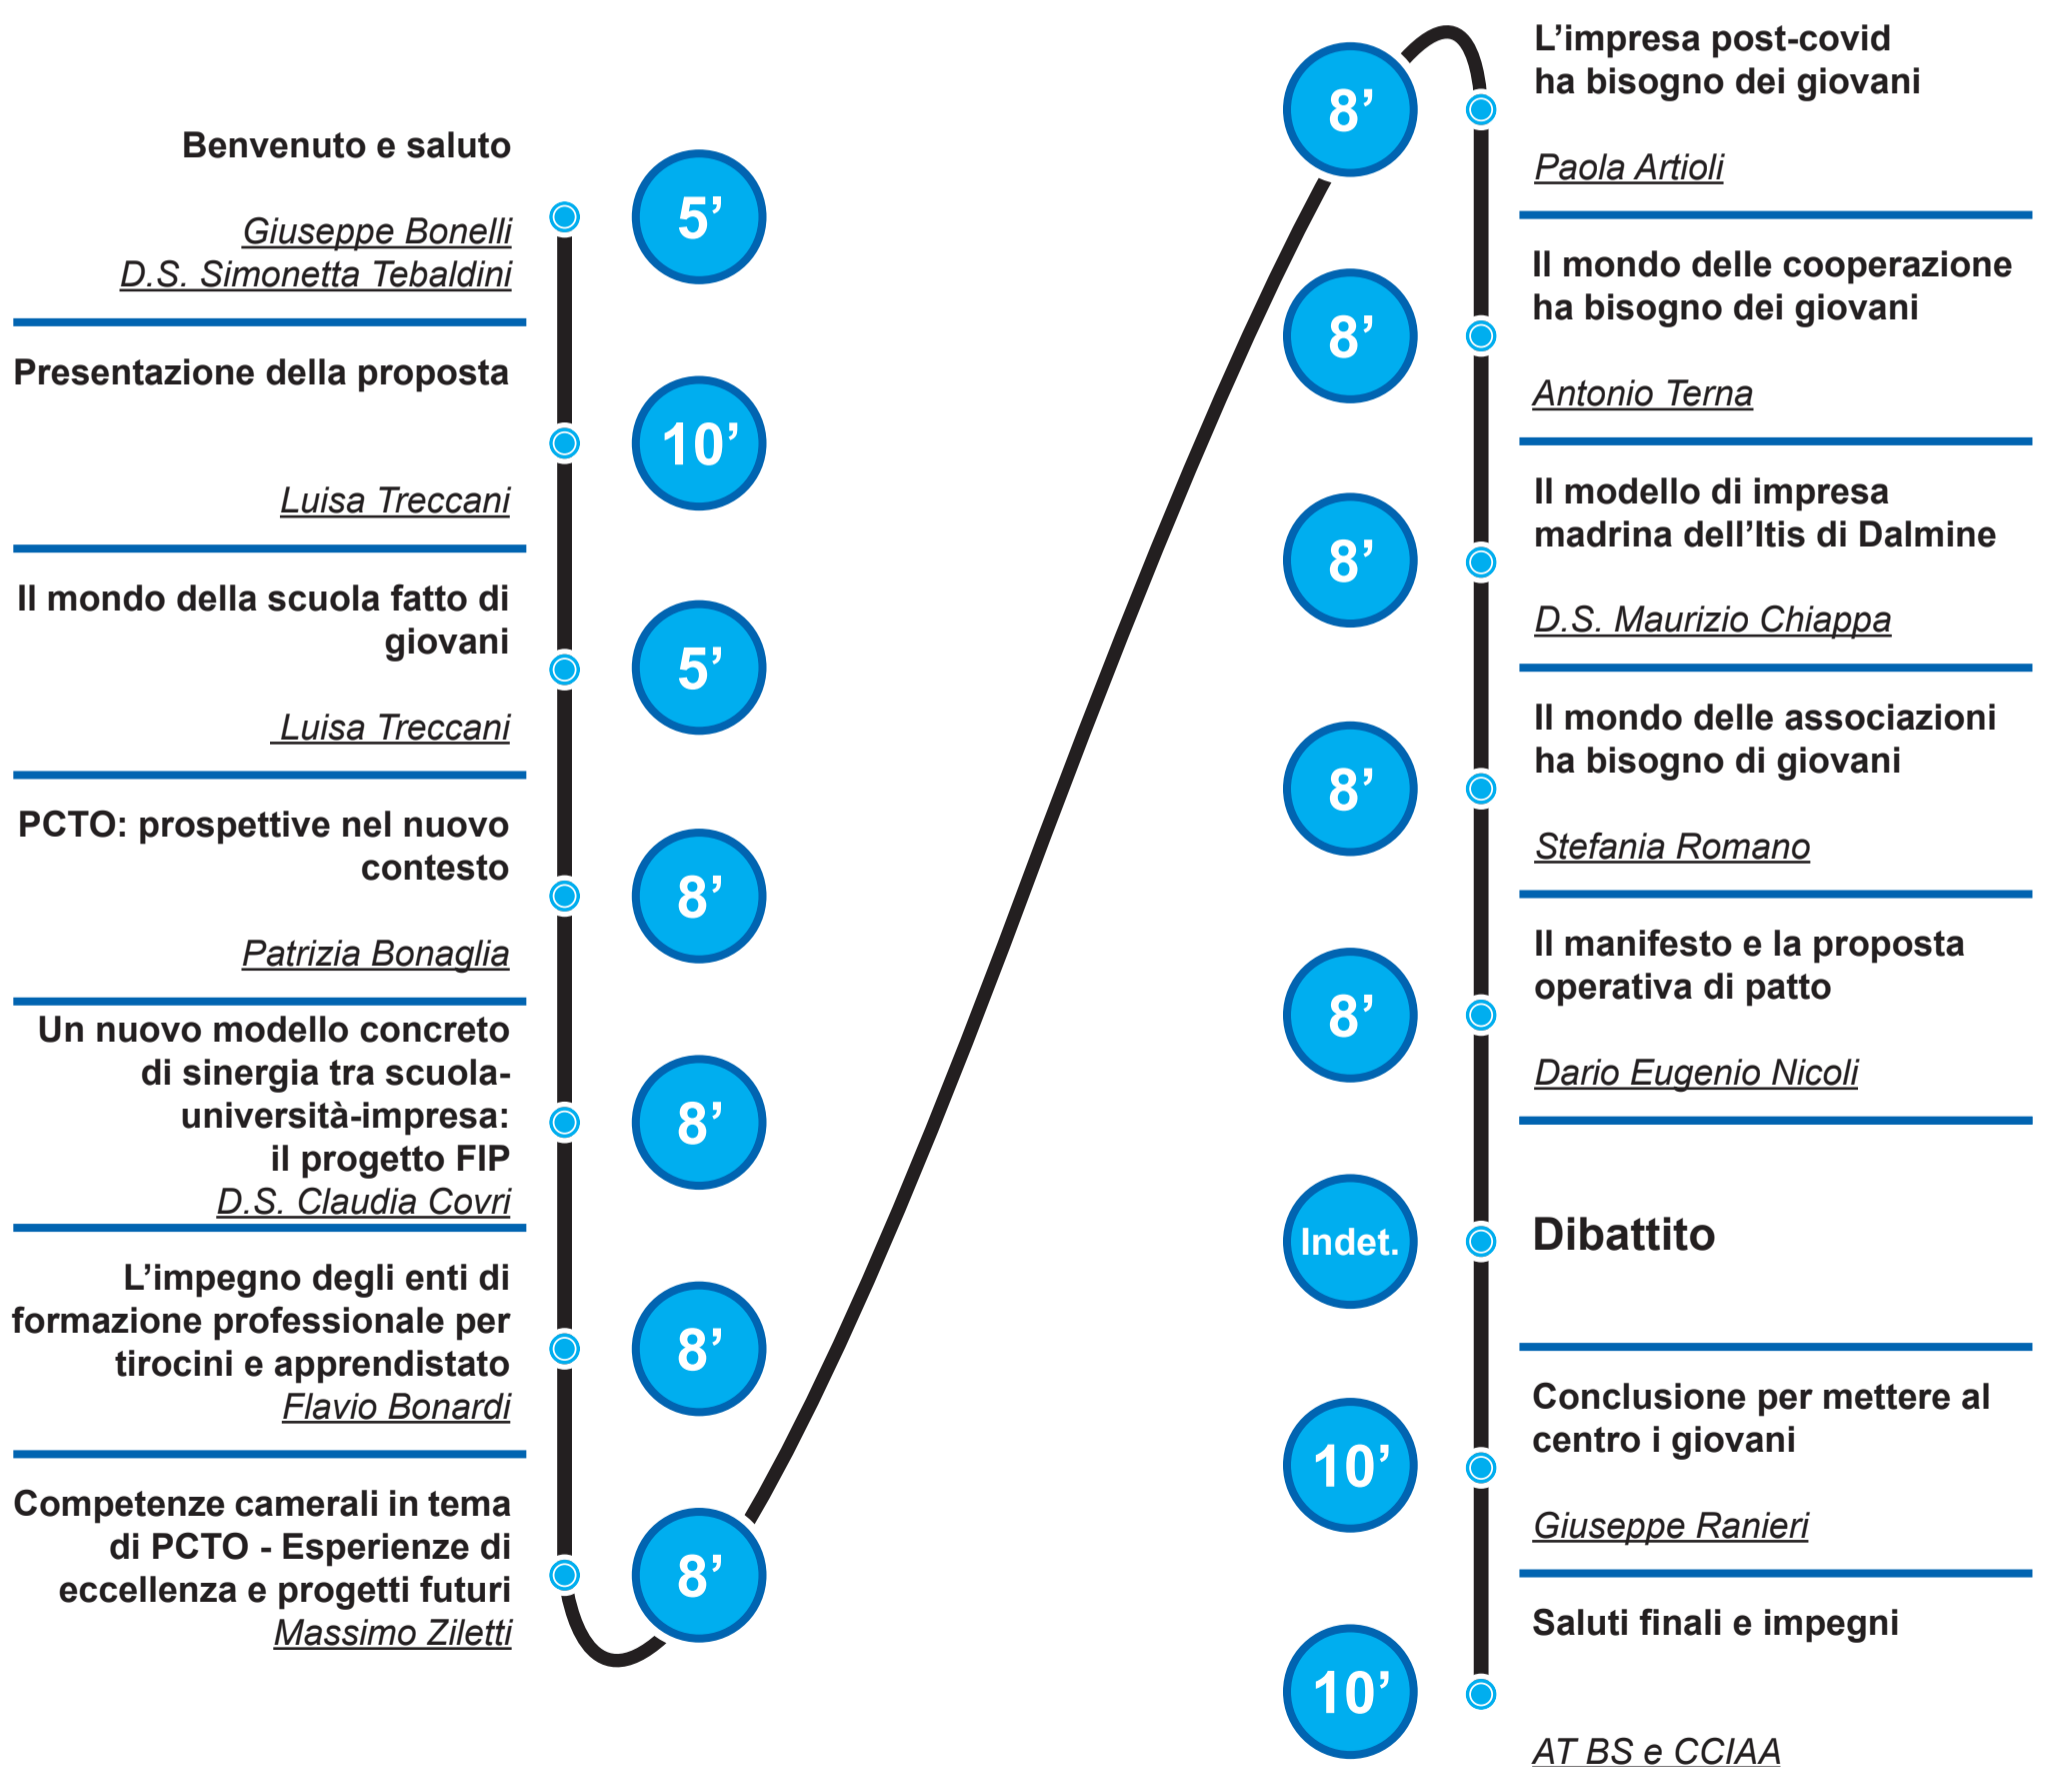 Benvenuto e saluto
Giuseppe Bonelli
D.S. Simonetta Tebaldini
5’
Presentazione della proposta
Luisa Treccani
10’
Il mondo della scuola fatto di
giovani
Luisa Treccani
5’
PCTO: prospettive nel nuovo
contesto
Patrizia Bonaglia
8’
Un nuovo modello concreto
di sinergia tra scuola-
università-impresa:
il progetto FIP
D.S. Claudia Covri
8’
L’impegno degli enti di
formazione professionale per
tirocini e apprendistato
Flavio Bonardi
8’
Competenze camerali in tema
di PCTO - Esperienze di
eccellenza e progetti futuri
Massimo Ziletti
8’
L’impresa post-covid
ha bisogno dei giovani
Paola Artioli
8’
Il mondo delle cooperazione
ha bisogno dei giovani
Antonio Terna
8’
Il modello di impresa
madrina dell’Itis di Dalmine
D.S. Maurizio Chiappa
8’
Il mondo delle associazioni
ha bisogno di giovani
Stefania Romano
8’
Il manifesto e la proposta
operativa di patto
Dario Eugenio Nicoli
8’
Dibattito
Indet.
Conclusione per mettere al
centro i giovani
Giuseppe Ranieri
10’
Saluti finali e impegni
AT BS e CCIAA
10’